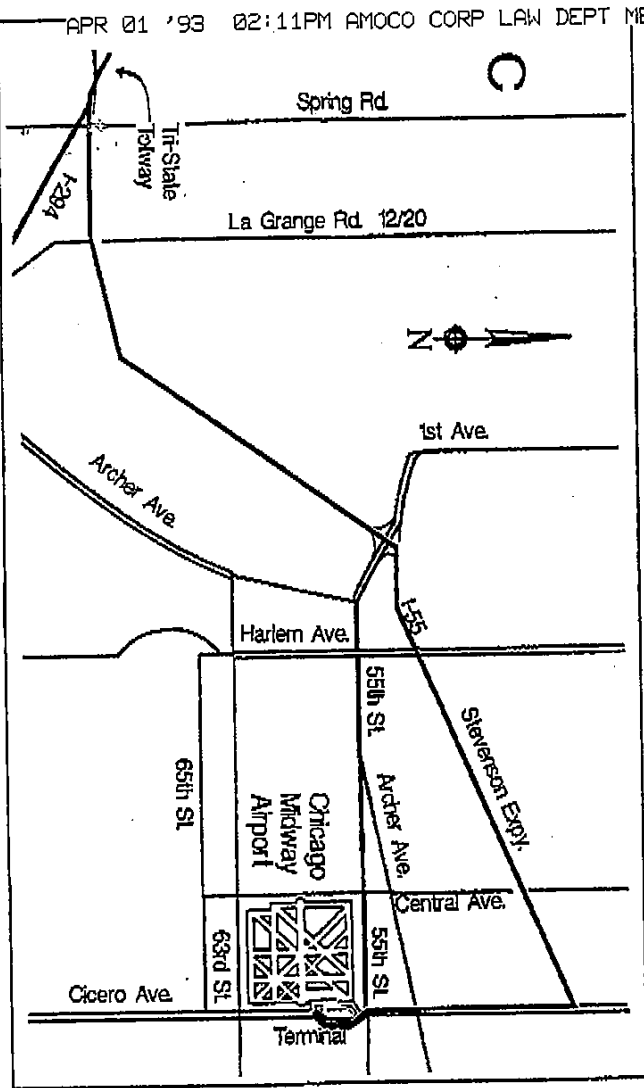 APR 01 '93 02:11PM AMOCO CORP LAW DEPT
C
Spring Rd.
Tri-State
Tollway
I-294
La Grange Rd. 12/20
N
1st Ave.
Archer Ave.
I-55
Harlem Ave.
55th St.
Stevenson Expy.
65th St.
Chicago
Midway
Airport
Archer Ave.
Central Ave.
63rd St.
55th St.
Cicero Ave.
Terminal